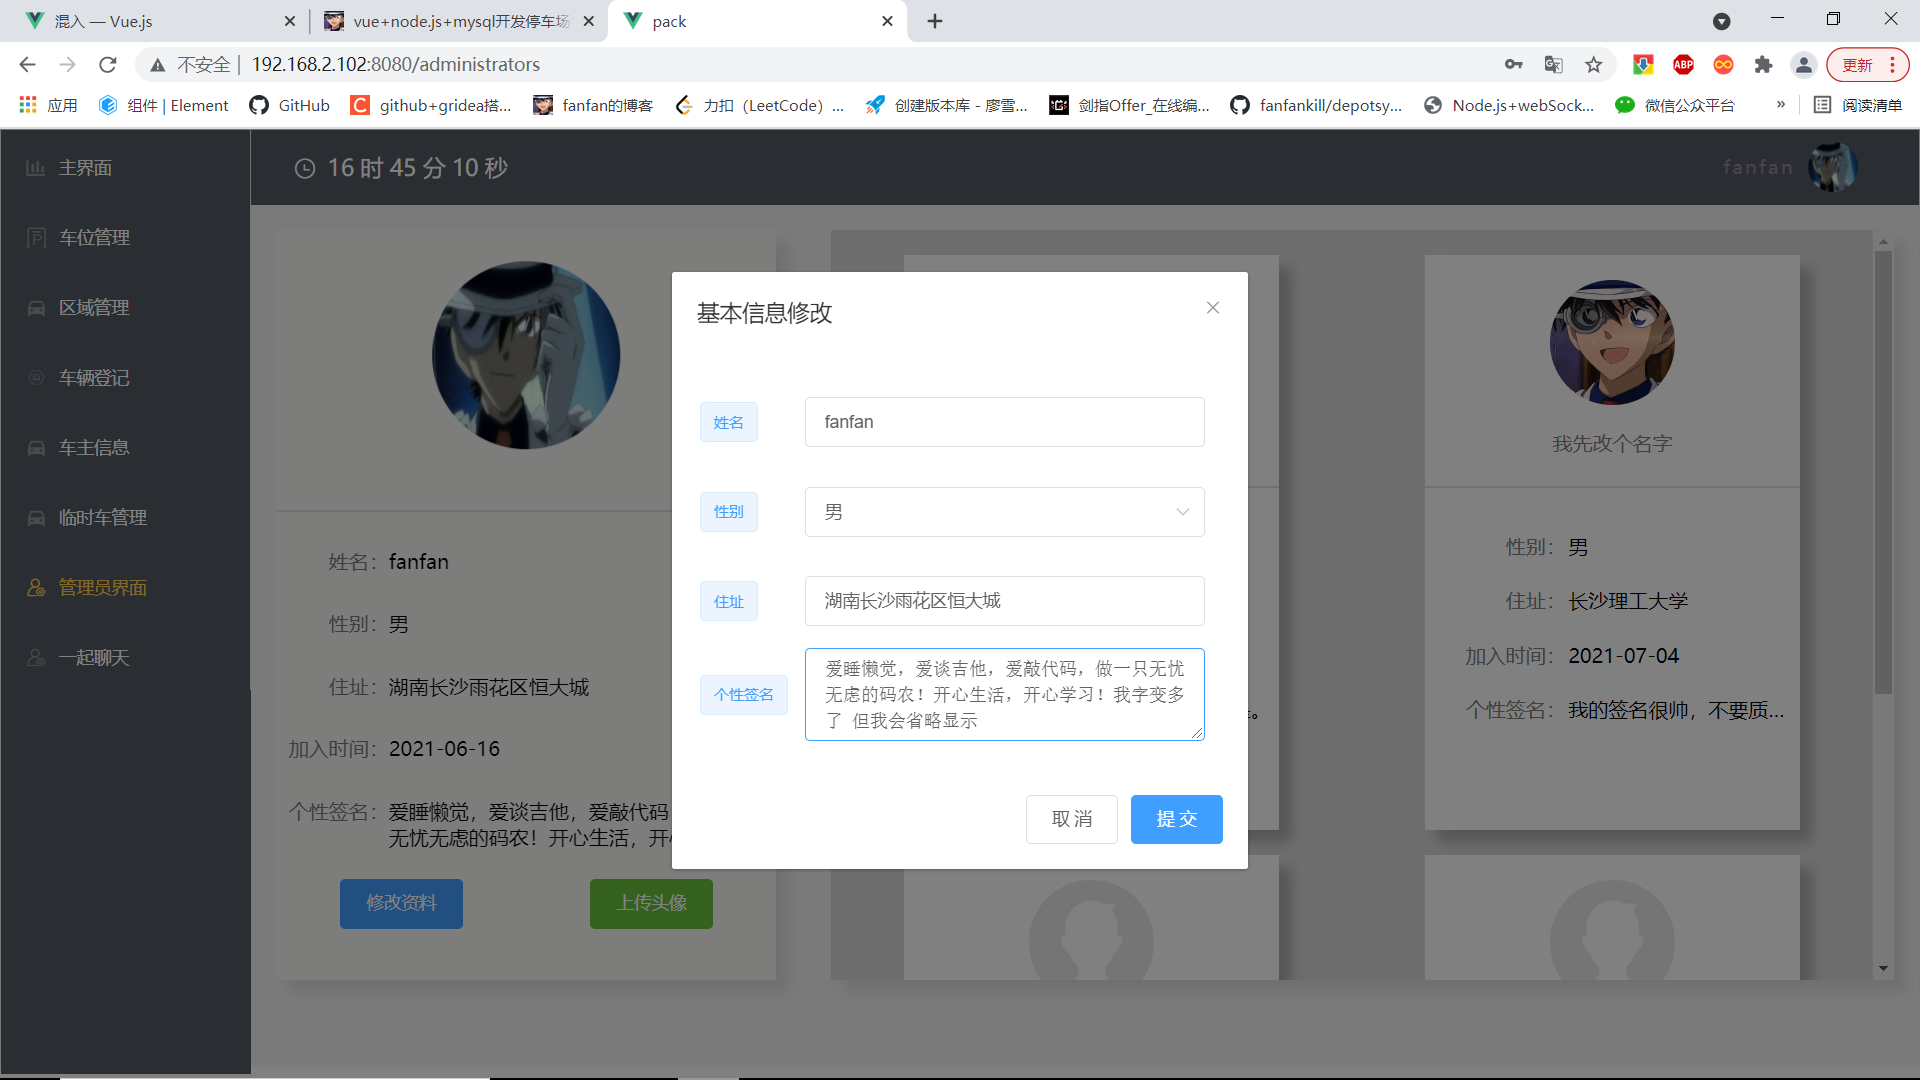 混入 — Vue.js
vue+node.js+mysql开发停车场
pack
不安全 | 192.168.2.102:8080/administrators
更新
应用
组件 | Element
GitHub
github+gridea搭...
fanfan的博客
力扣（LeetCode）...
创建版本库 - 廖雪...
剑指Offer_在线编...
fanfankill/depotsy...
Node.js+webSock...
微信公众平台
»
阅读清单
ABP
主界面
车位管理
区域管理
车辆登记
车主信息
临时车管理
管理员界面
一起聊天
16 时 45 分 10 秒
fanfan
姓名： fanfan
性别： 男
住址： 湖南长沙雨花区恒大城
加入时间： 2021-06-16
个性签名： 爱睡懒觉，爱谈吉他，爱敲代码
无忧无虑的码农！开心生活，开
修改资料
上传头像
基本信息修改
姓名
fanfan
性别
男
住址
湖南长沙雨花区恒大城
个性签名
爱睡懒觉，爱谈吉他，爱敲代码，做一只无忧
无虑的码农！开心生活，开心学习！我字变多
了 但我会省略显示
取 消
提 交
我先改个名字
性别： 男
住址： 长沙理工大学
加入时间： 2021-07-04
个性签名： 我的签名很帅，不要质...